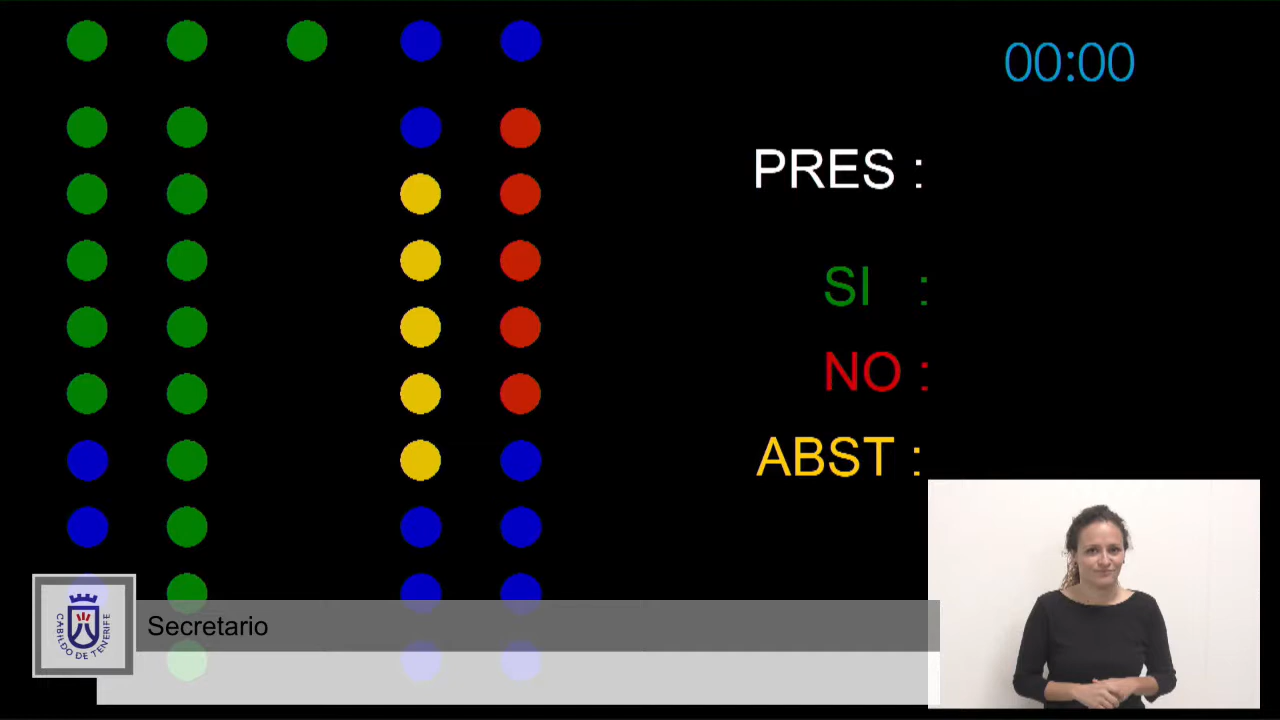 00:00
PRES :
SI :
NO :
ABST :
Secretario
CABILDO DE TENERIFE